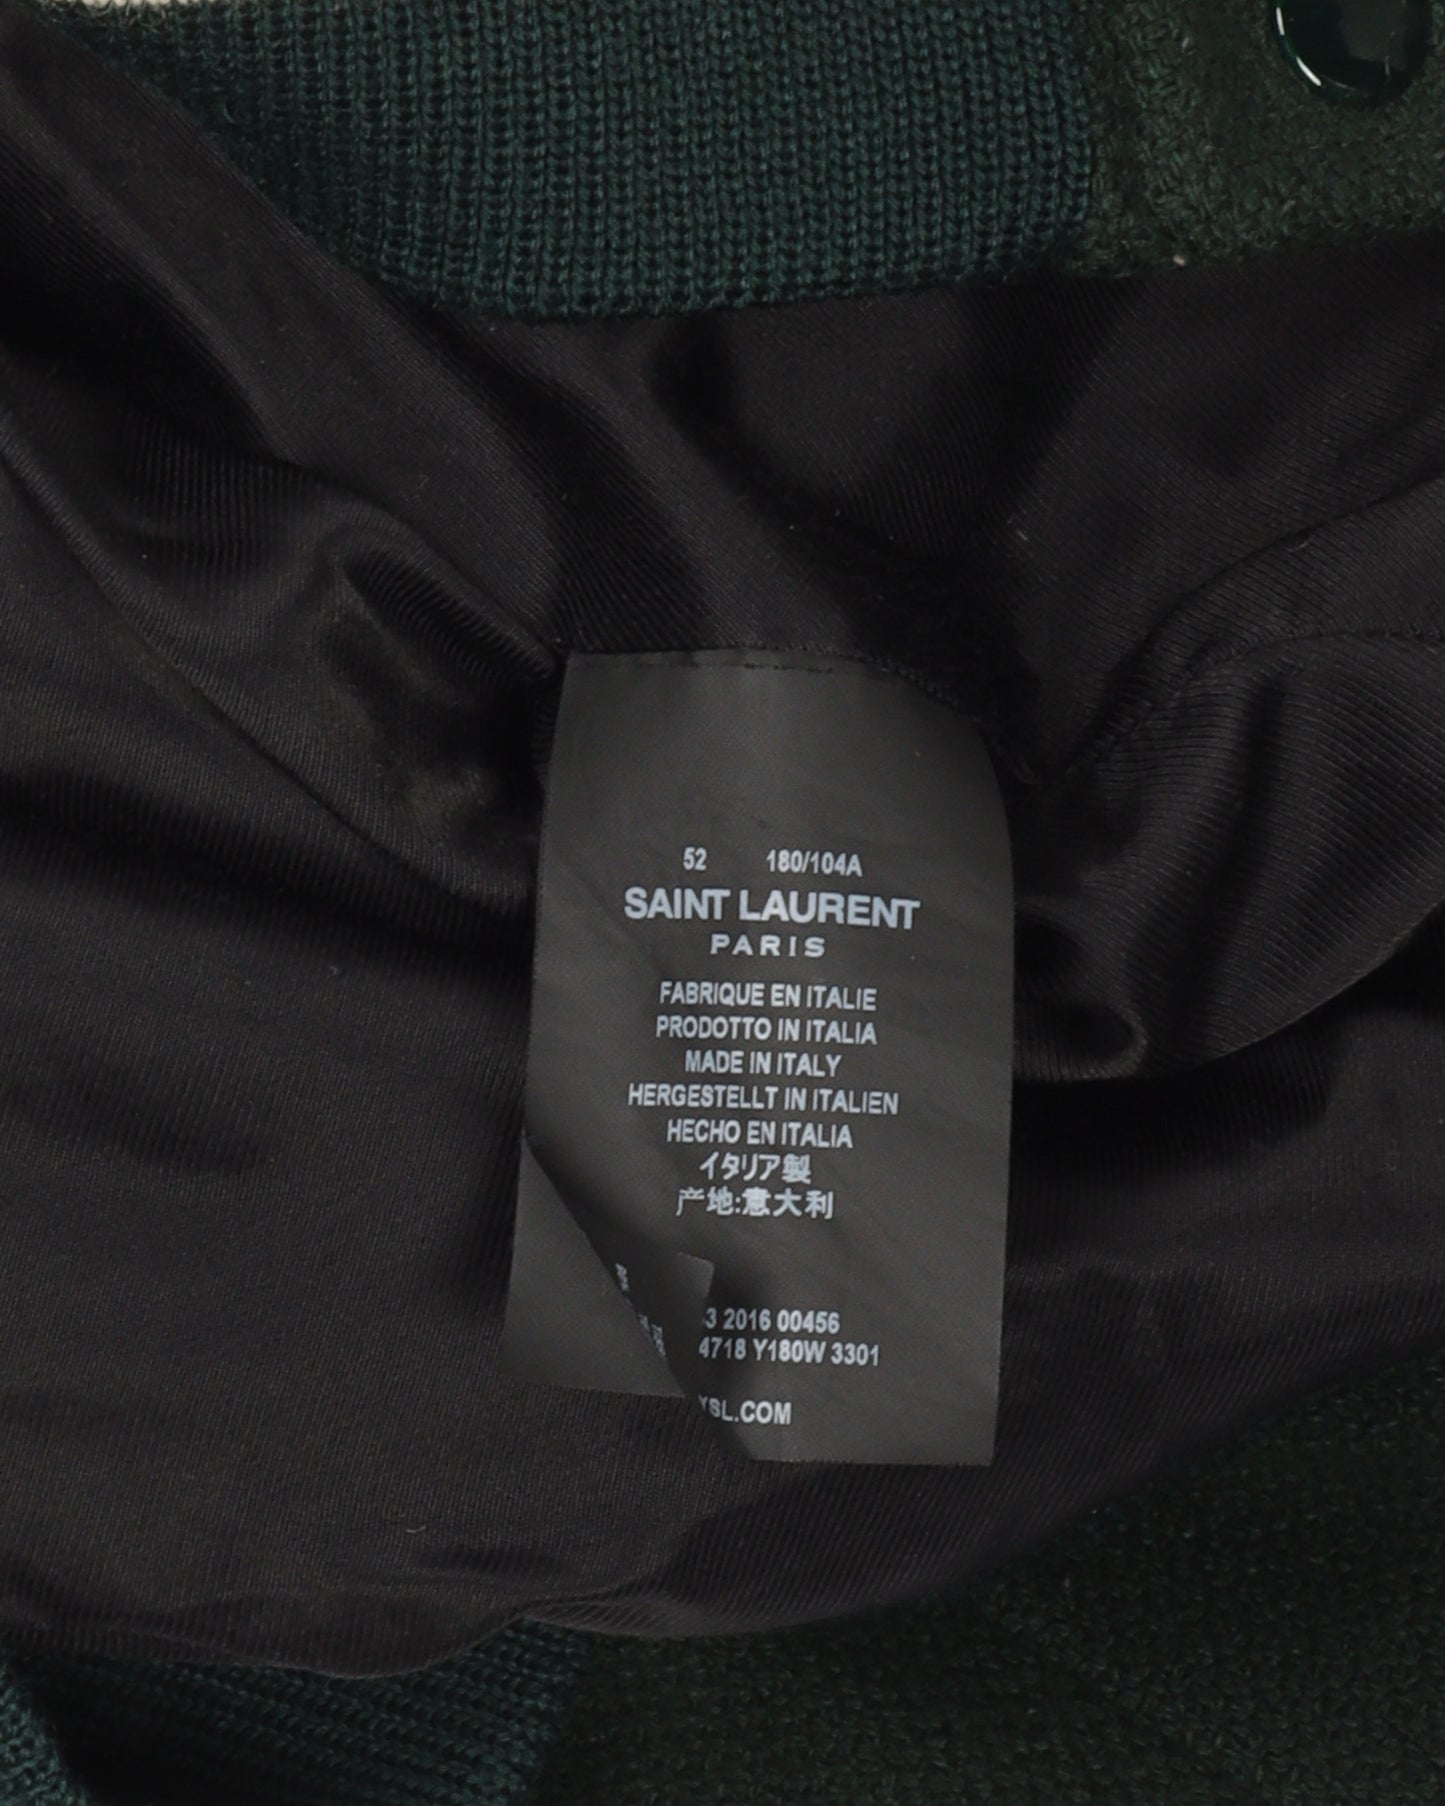 52 180/104A
SAINT LAURENT
PARIS
FABRIQUE EN ITALIE
PRODOTTO IN ITALIA
MADE IN ITALY
HERGESTELLT IN ITALIEN
HECHO EN ITALIA
イタリア製
产地:意大利
3 2016 00456
4718 Y180W 3301
YSL.COM